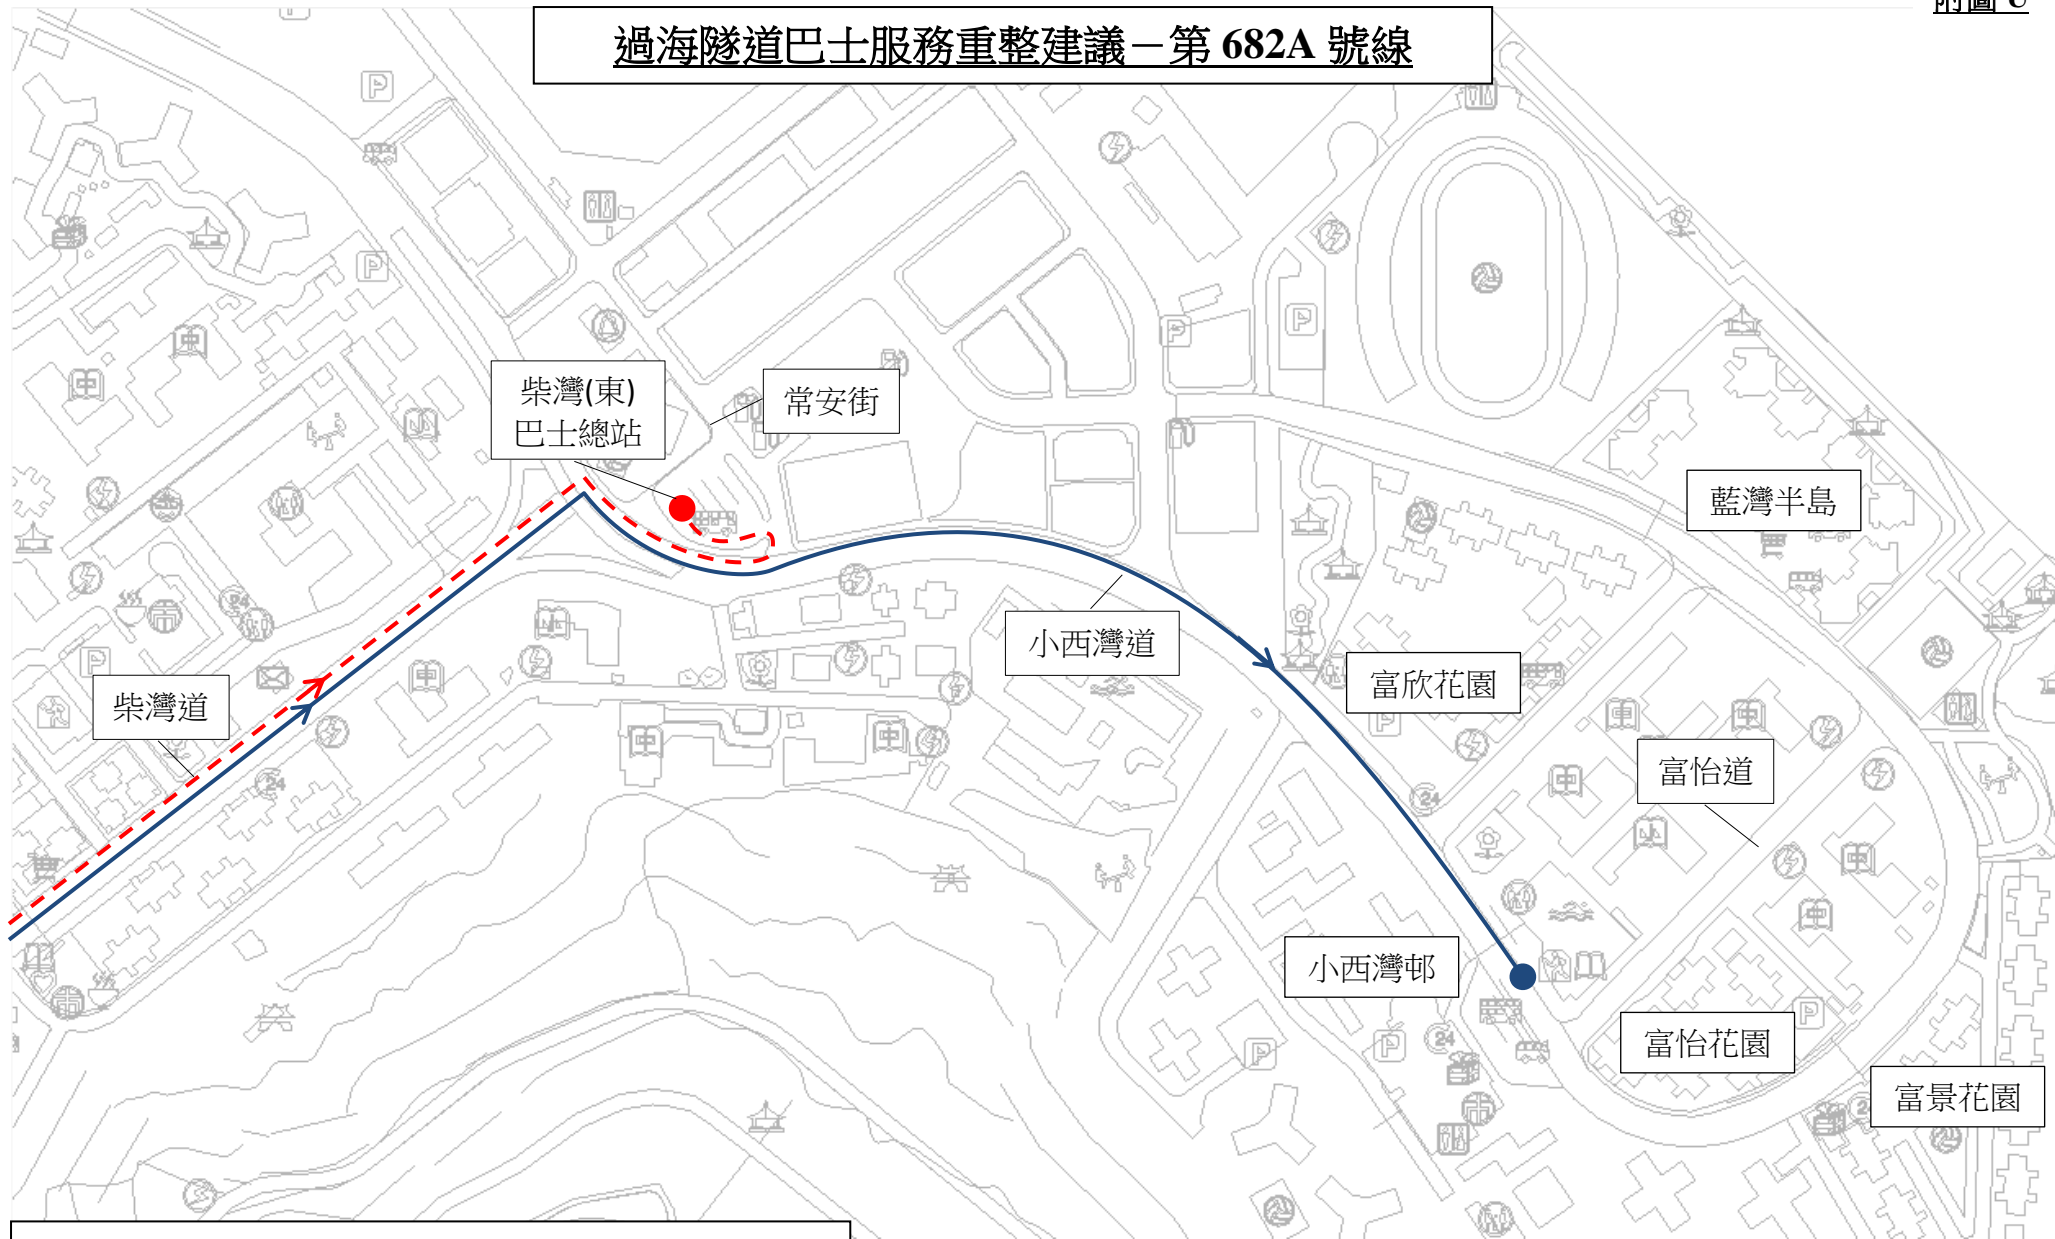 附圖 U
過海隧道巴士服務重整建議－第 682A 號線
柴灣(東)
巴士總站
常安街
藍灣半島
小西灣道
富欣花園
柴灣道
富怡道
小西灣邨
富怡花園
富景花園